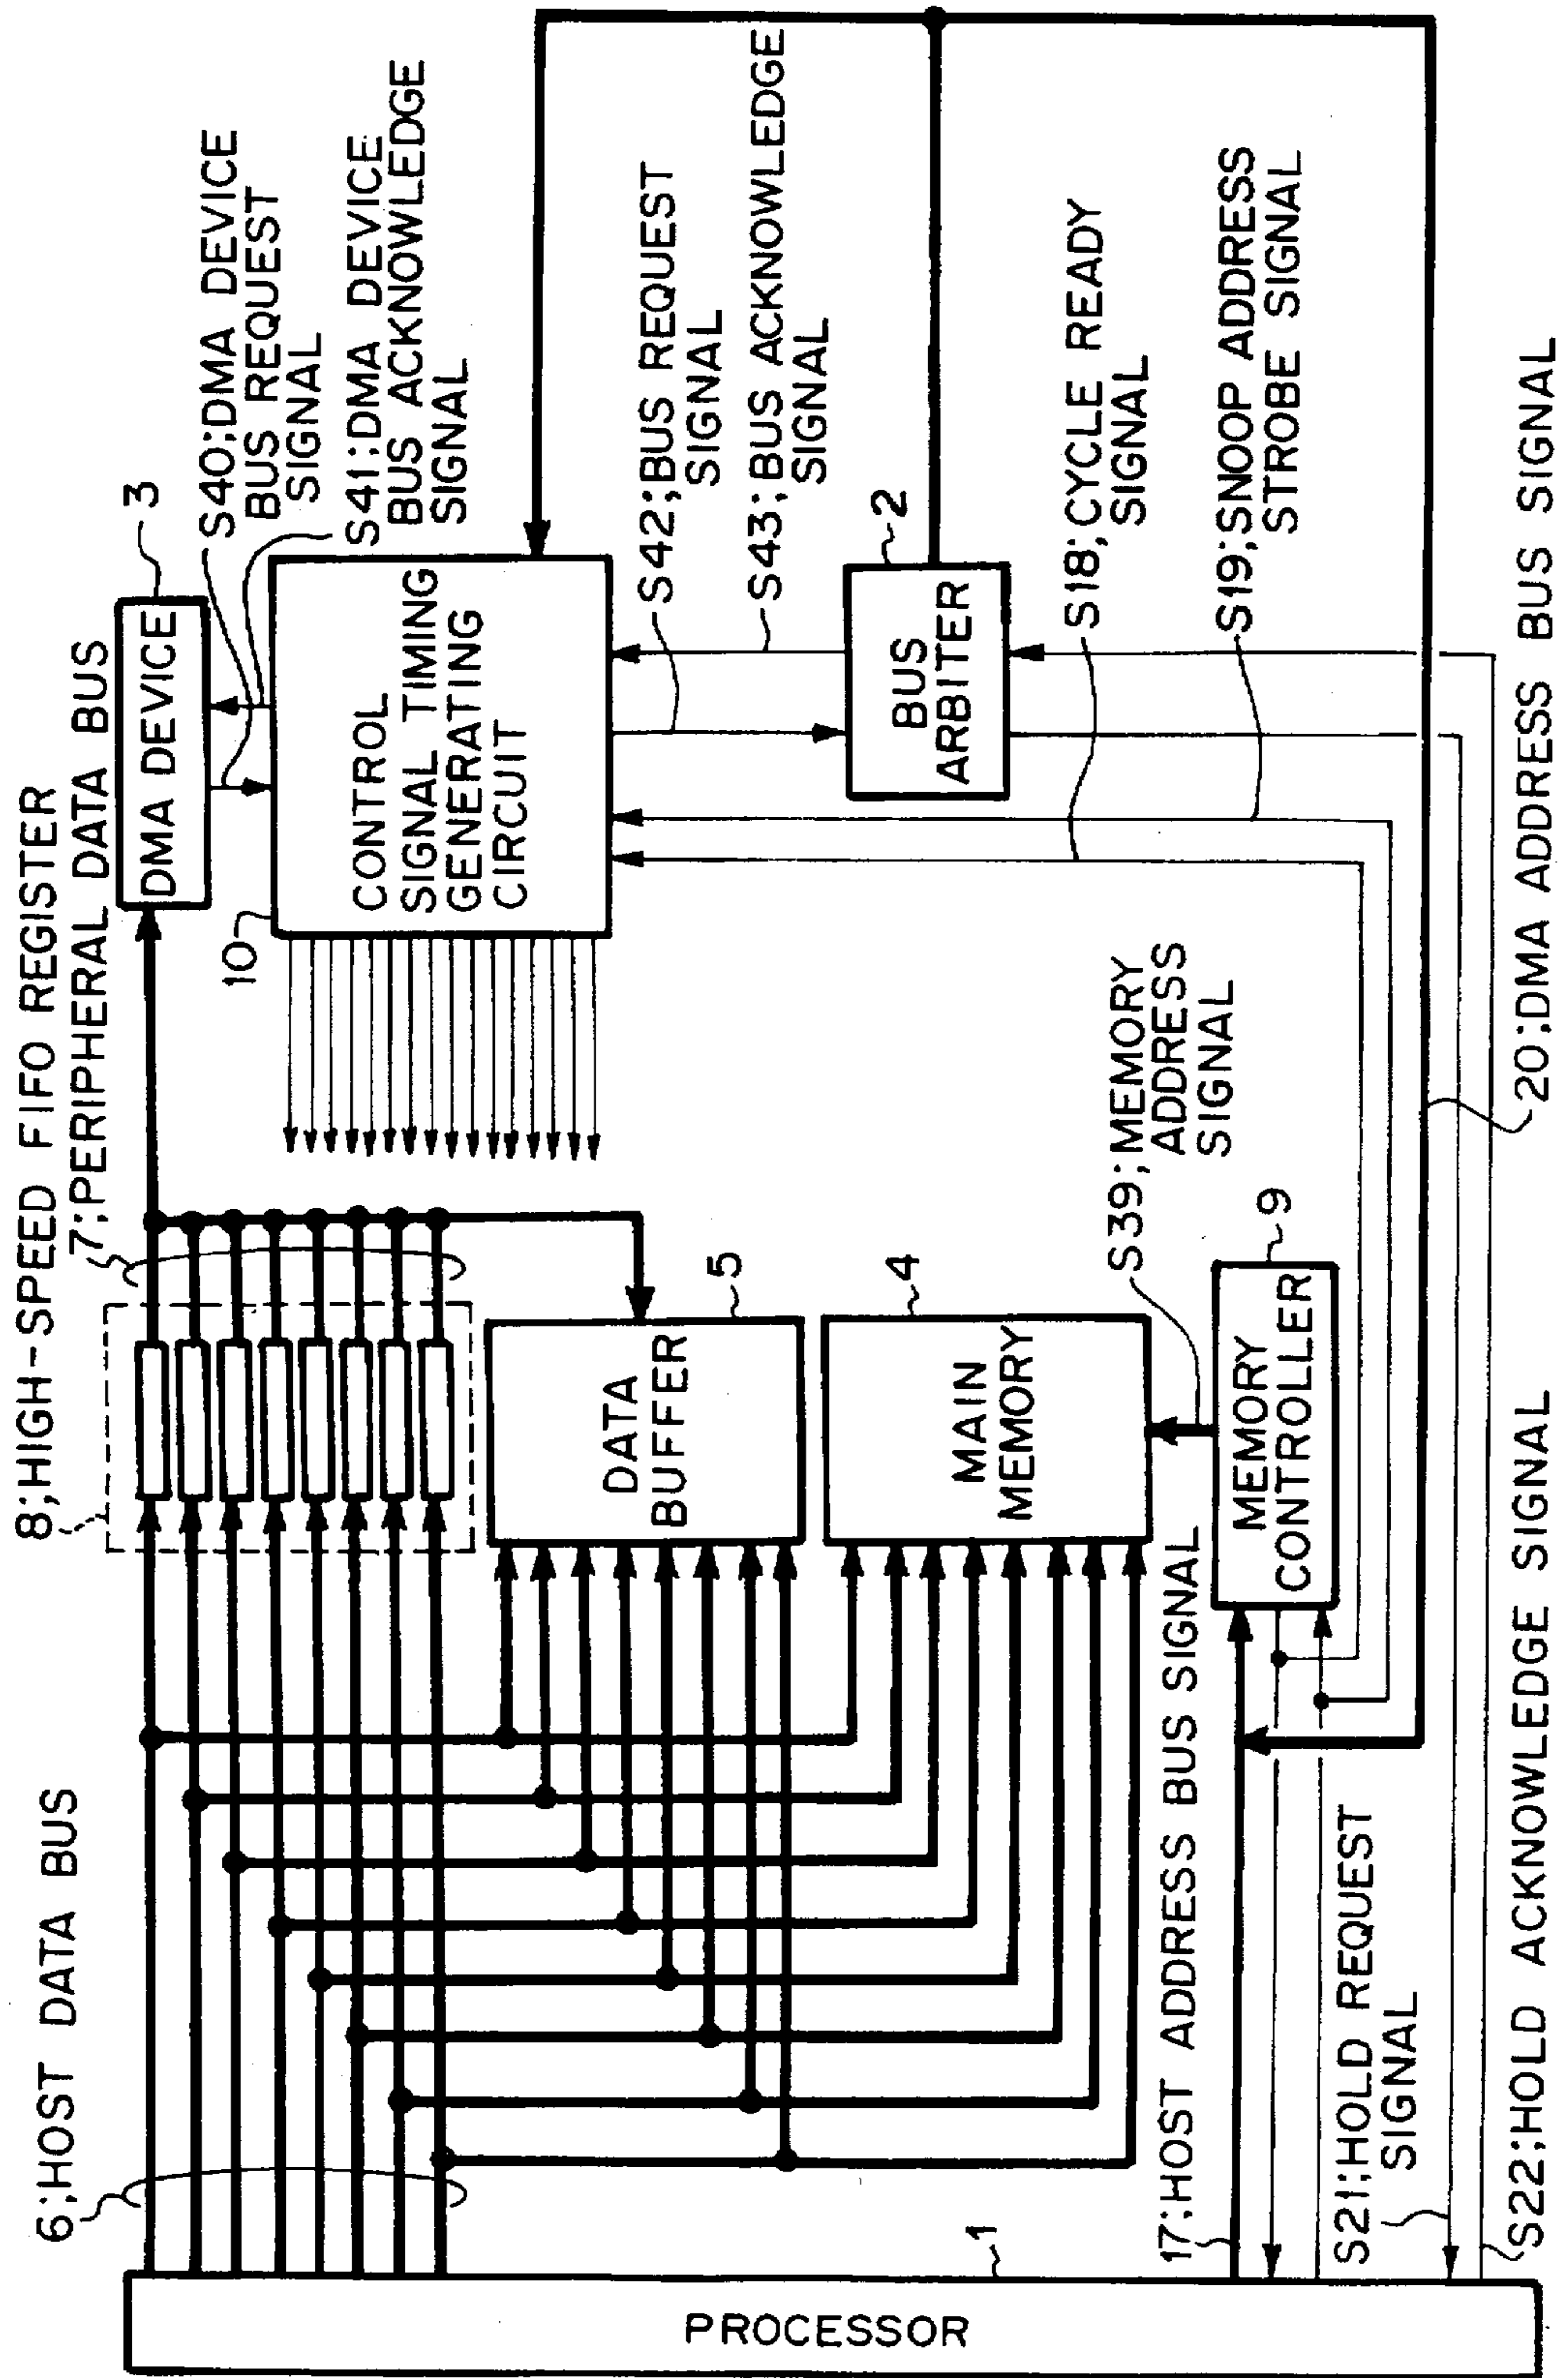 8;HIGH-SPEED FIFO REGISTER
7;PERIPHERAL DATA BUS
6;HOST DATA BUS
3
DMA DEVICE
S40;DMA DEVICE
BUS REQUEST
SIGNAL
S41;DMA DEVICE
BUS ACKNOWLEDGE
SIGNAL
10
CONTROL
SIGNAL TIMING
GENERATING
CIRCUIT
S42;BUS REQUEST
SIGNAL
S43;BUS ACKNOWLEDGE
SIGNAL
5
DATA
BUFFER
2
BUS
ARBITER
4
MAIN
MEMORY
S18;CYCLE READY
SIGNAL
S39;MEMORY
ADDRESS
SIGNAL
S19;SNOOP ADDRESS
STROBE SIGNAL
9
MEMORY
CONTROLLER
1
PROCESSOR
17;HOST ADDRESS BUS SIGNAL
S21;HOLD REQUEST
SIGNAL
S22;HOLD ACKNOWLEDGE SIGNAL
20;DMA ADDRESS BUS SIGNAL